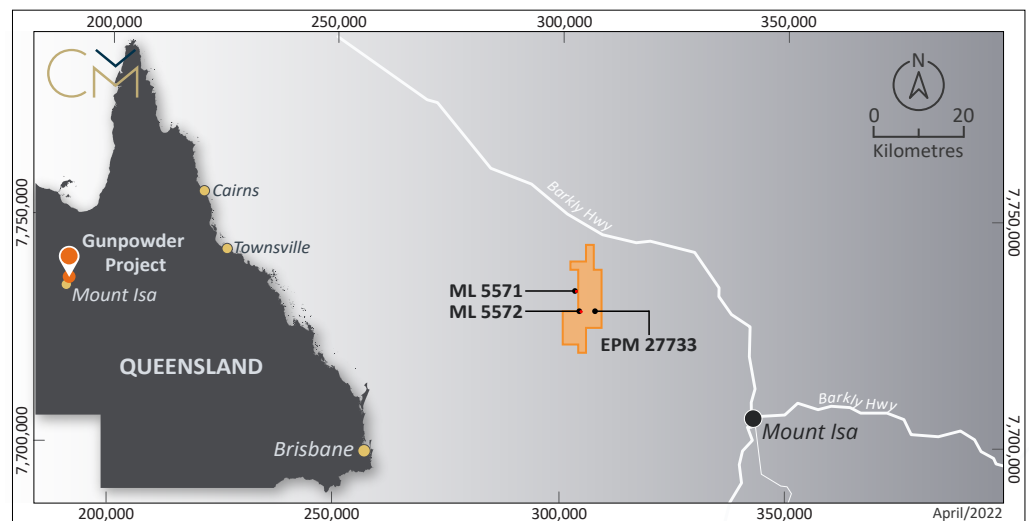 200,000
250,000
300,000
350,000
CM
N
0 20
Kilometres
7,750,000
7,750,000
Cairns
Townsville
Gunpowder
Project
Mount Isa
QUEENSLAND
Brisbane
Barkly Hwy
ML 5571
ML 5572
EPM 27733
Barkly Hwy
Mount Isa
7,700,000
7,700,000
200,000
250,000
300,000
350,000
April/2022